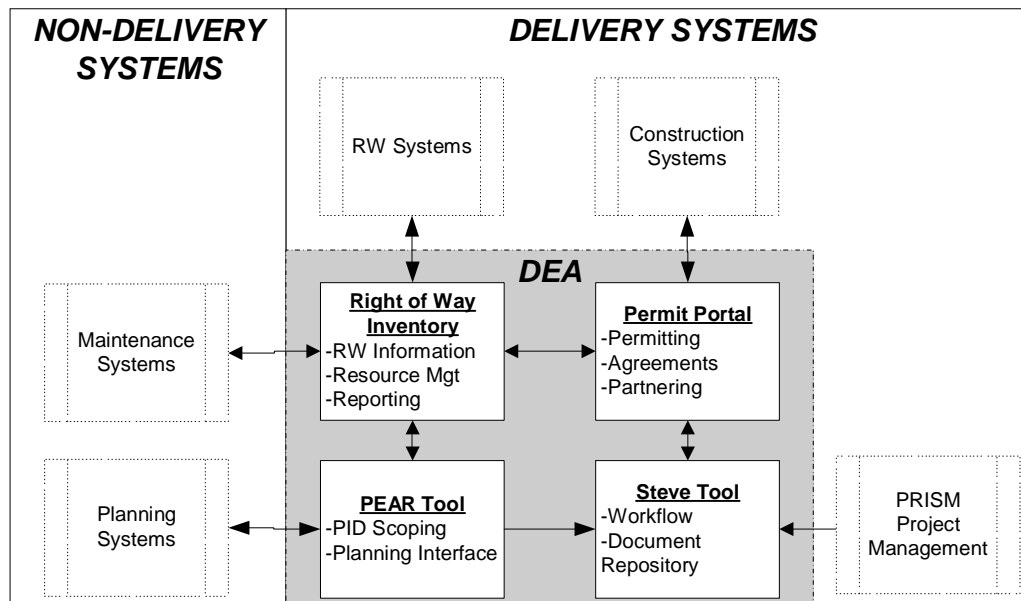 NON-DELIVERY
SYSTEMS
DELIVERY SYSTEMS
RW Systems
Construction
Systems
DEA
Maintenance
Systems
Right of Way
Inventory
-RW Information
-Resource Mgt
-Reporting
Permit Portal
-Permitting
-Agreements
-Partnering
Planning
Systems
PEAR Tool
-PID Scoping
-Planning Interface
Steve Tool
-Workflow
-Document
Repository
PRISM
Project
Management